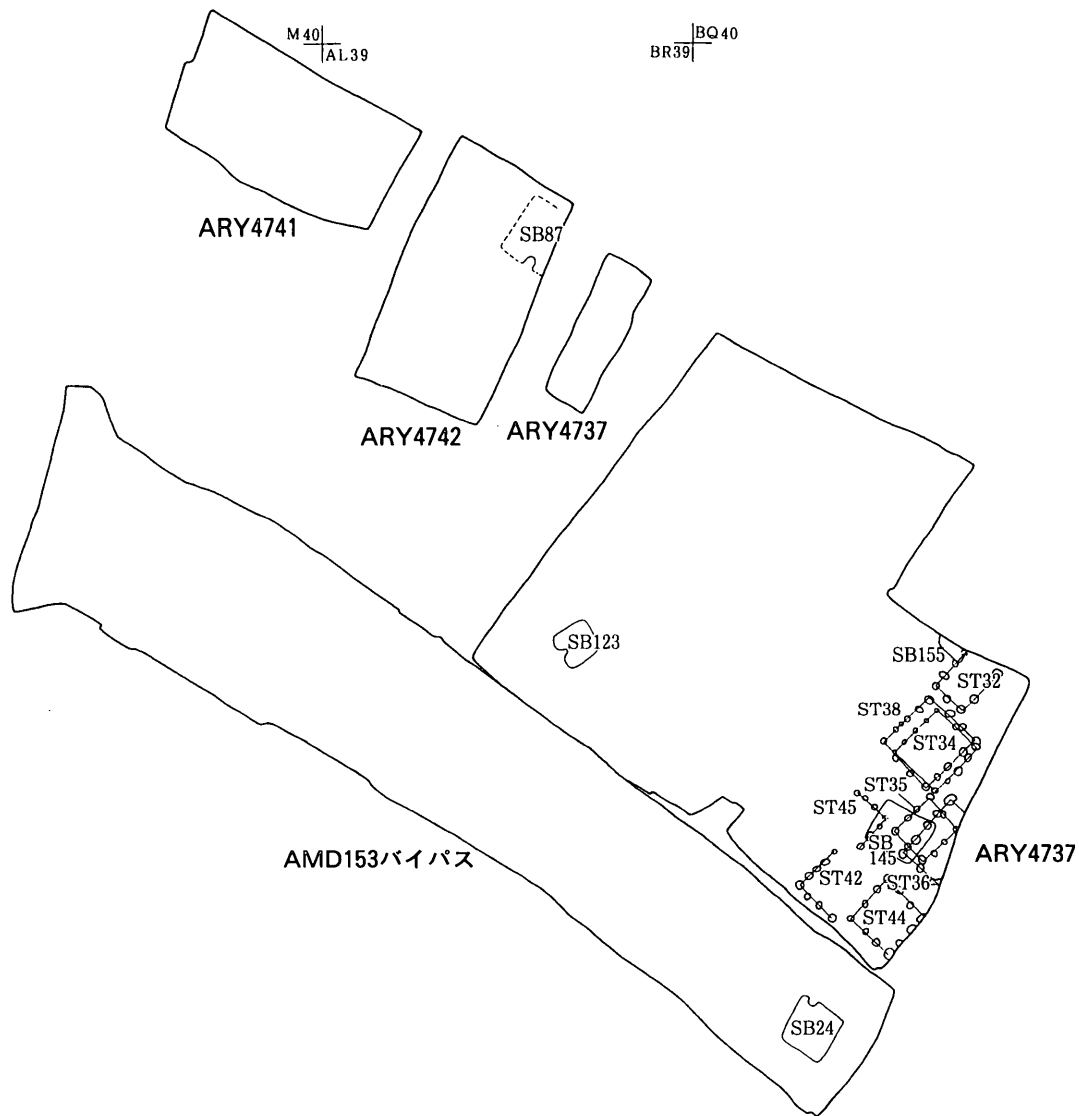 M40
AL39
BQ40
BR39
ARY4741
SB87
ARY4742
ARY4737
SB123
SB155
ST32
ST38
ST34
ST35
ST45
SB
145
ARY4737
AMD153バイパス
ST42
ST36
ST44
SB24